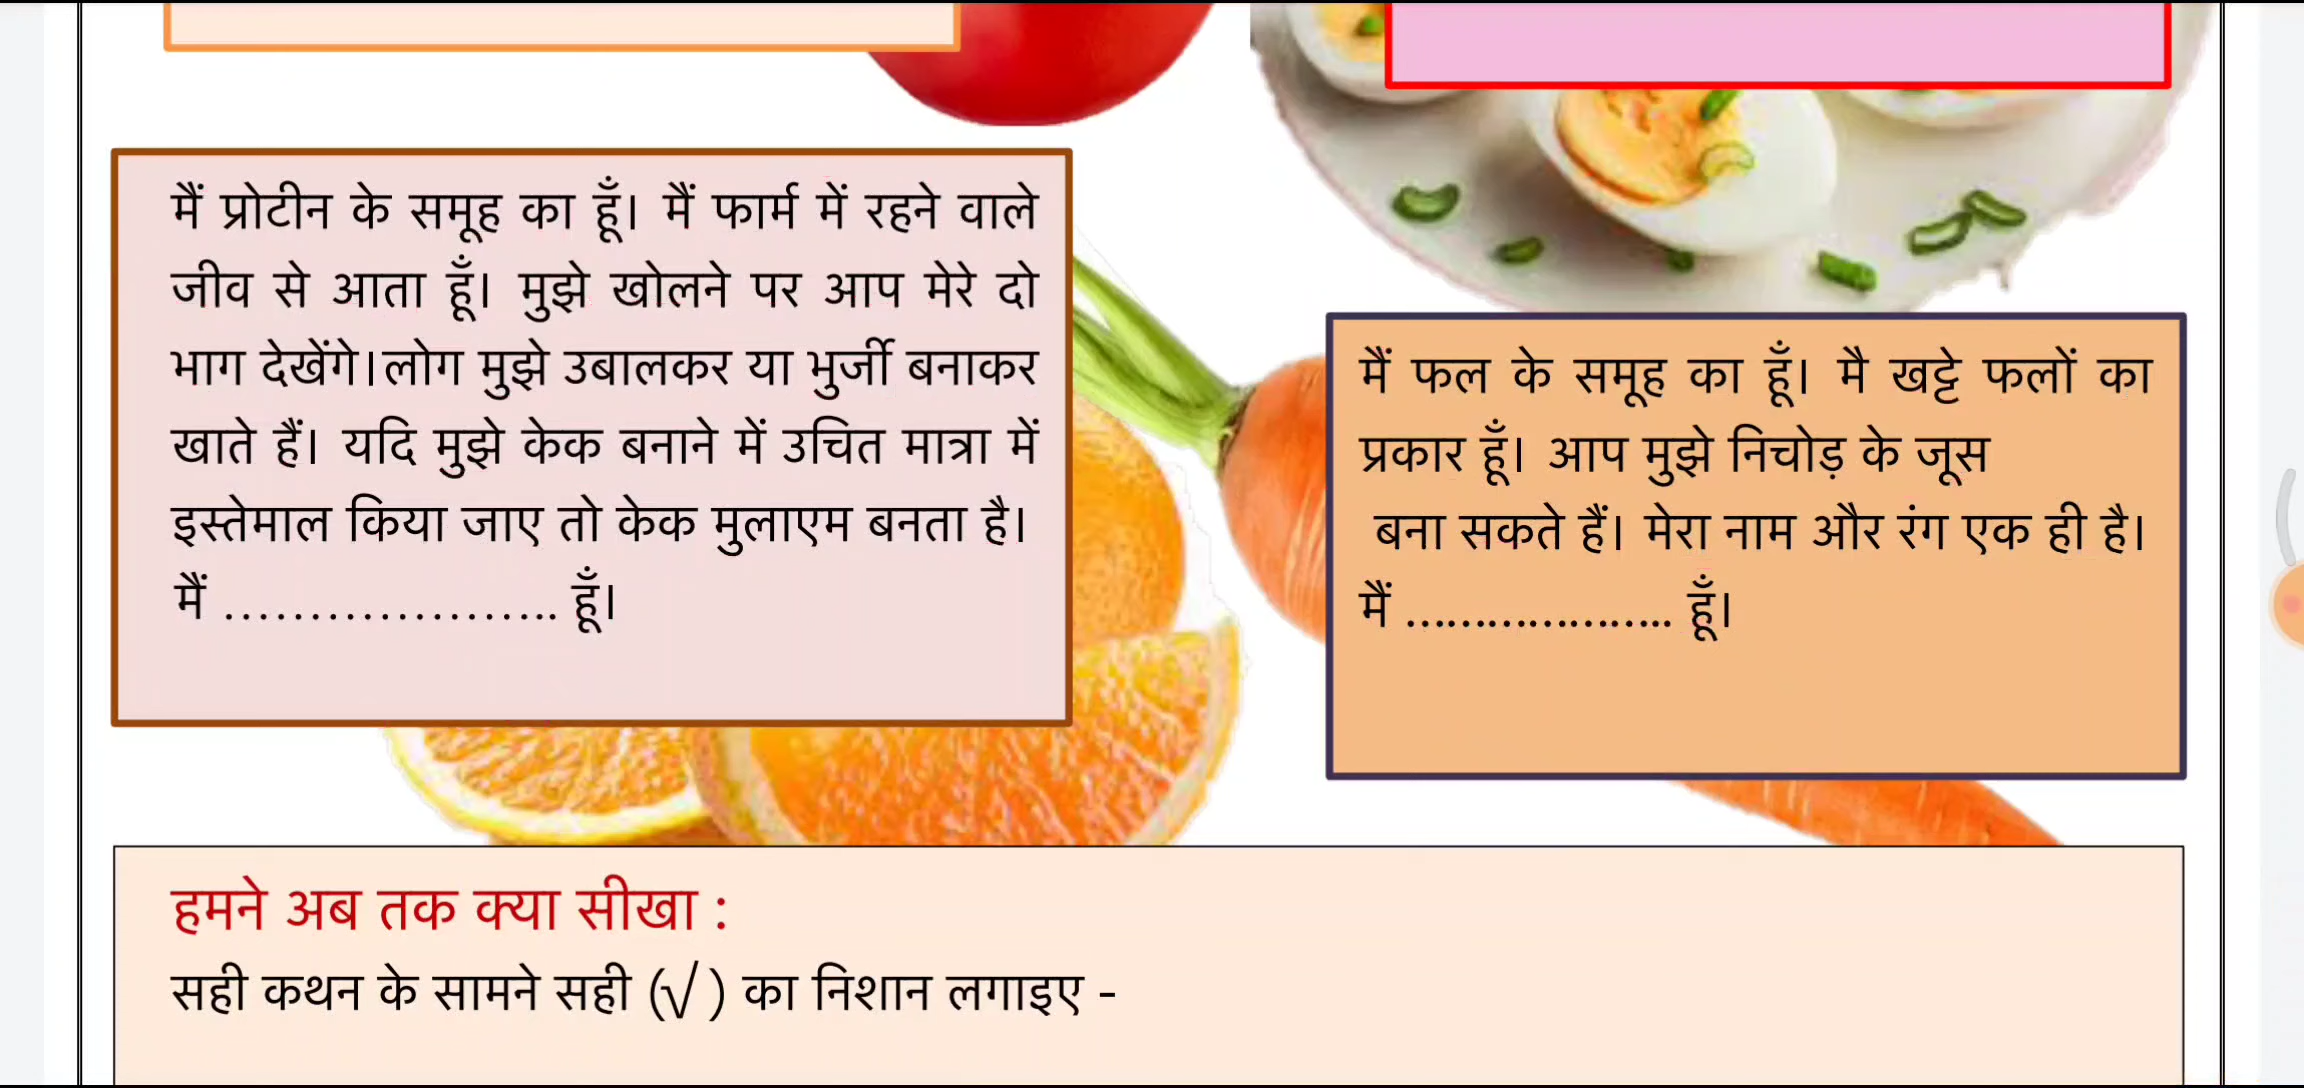 मैं प्रोटीन के समूह का हूँ। मैं फार्म में रहने वाले
जीव से आता हूँ। मुझे खोलने पर आप मेरे दो
भाग देखेंगे।लोग मुझे उबालकर या भुर्जी बनाकर
खाते हैं। यदि मुझे केक बनाने में उचित मात्रा में
इस्तेमाल किया जाए तो केक मुलाएम बनता है।
मैं ………………….. हूँ।
मैं फल के समूह का हूँ। मै खट्टे फलों का
प्रकार हूँ। आप मुझे निचोड़ के जूस
बना सकते हैं। मेरा नाम और रंग एक ही है।
मैं ……………….. हूँ।
हमने अब तक क्या सीखा :
सही कथन के सामने सही (√ ) का निशान लगाइए -